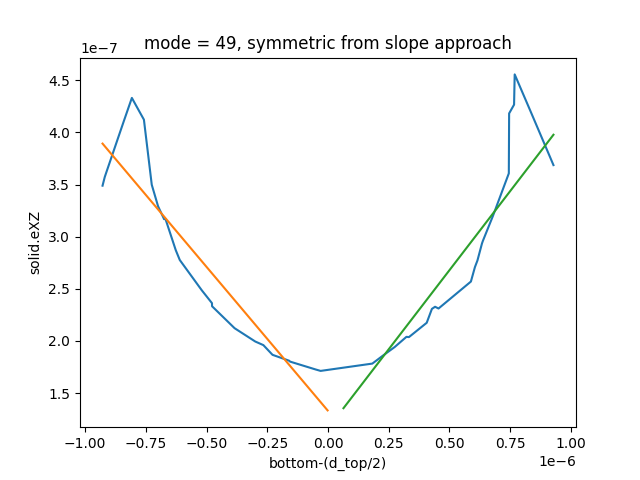 mode = 49, symmetric from slope approach
1e−7
4.5
4.0
3.5
3.0
2.5
2.0
1.5
solid.eXZ
−1.00 −0.75 −0.50 −0.25 0.00 0.25 0.50 0.75 1.00
1e−6
bottom-(d_top/2)